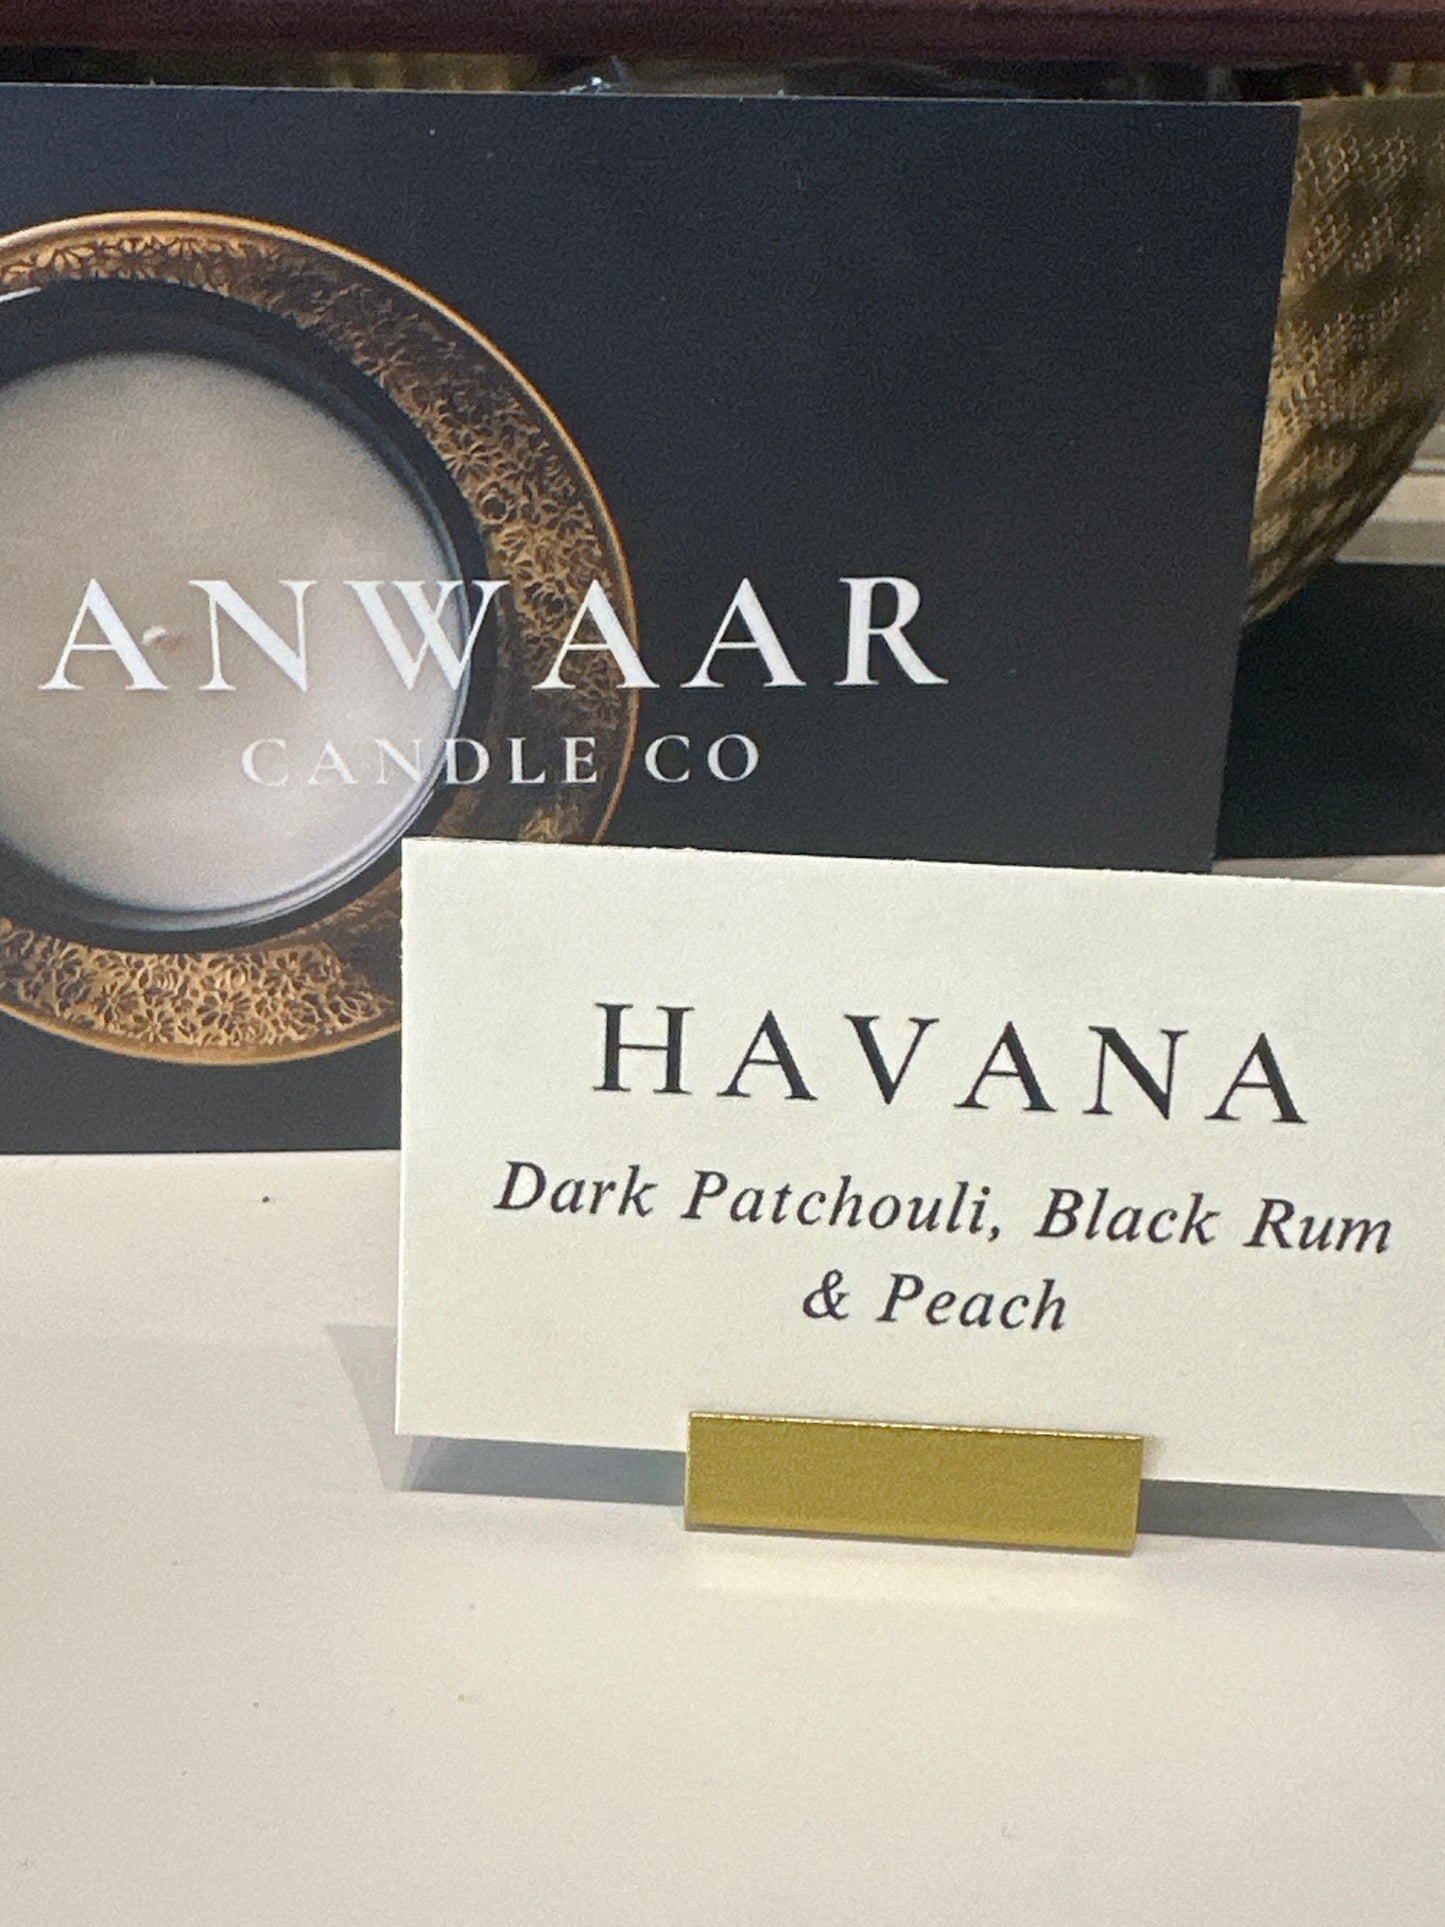 ANWAAR
CANDLE CO
HAVANA
Dark Patchouli, Black Rum
& Peach